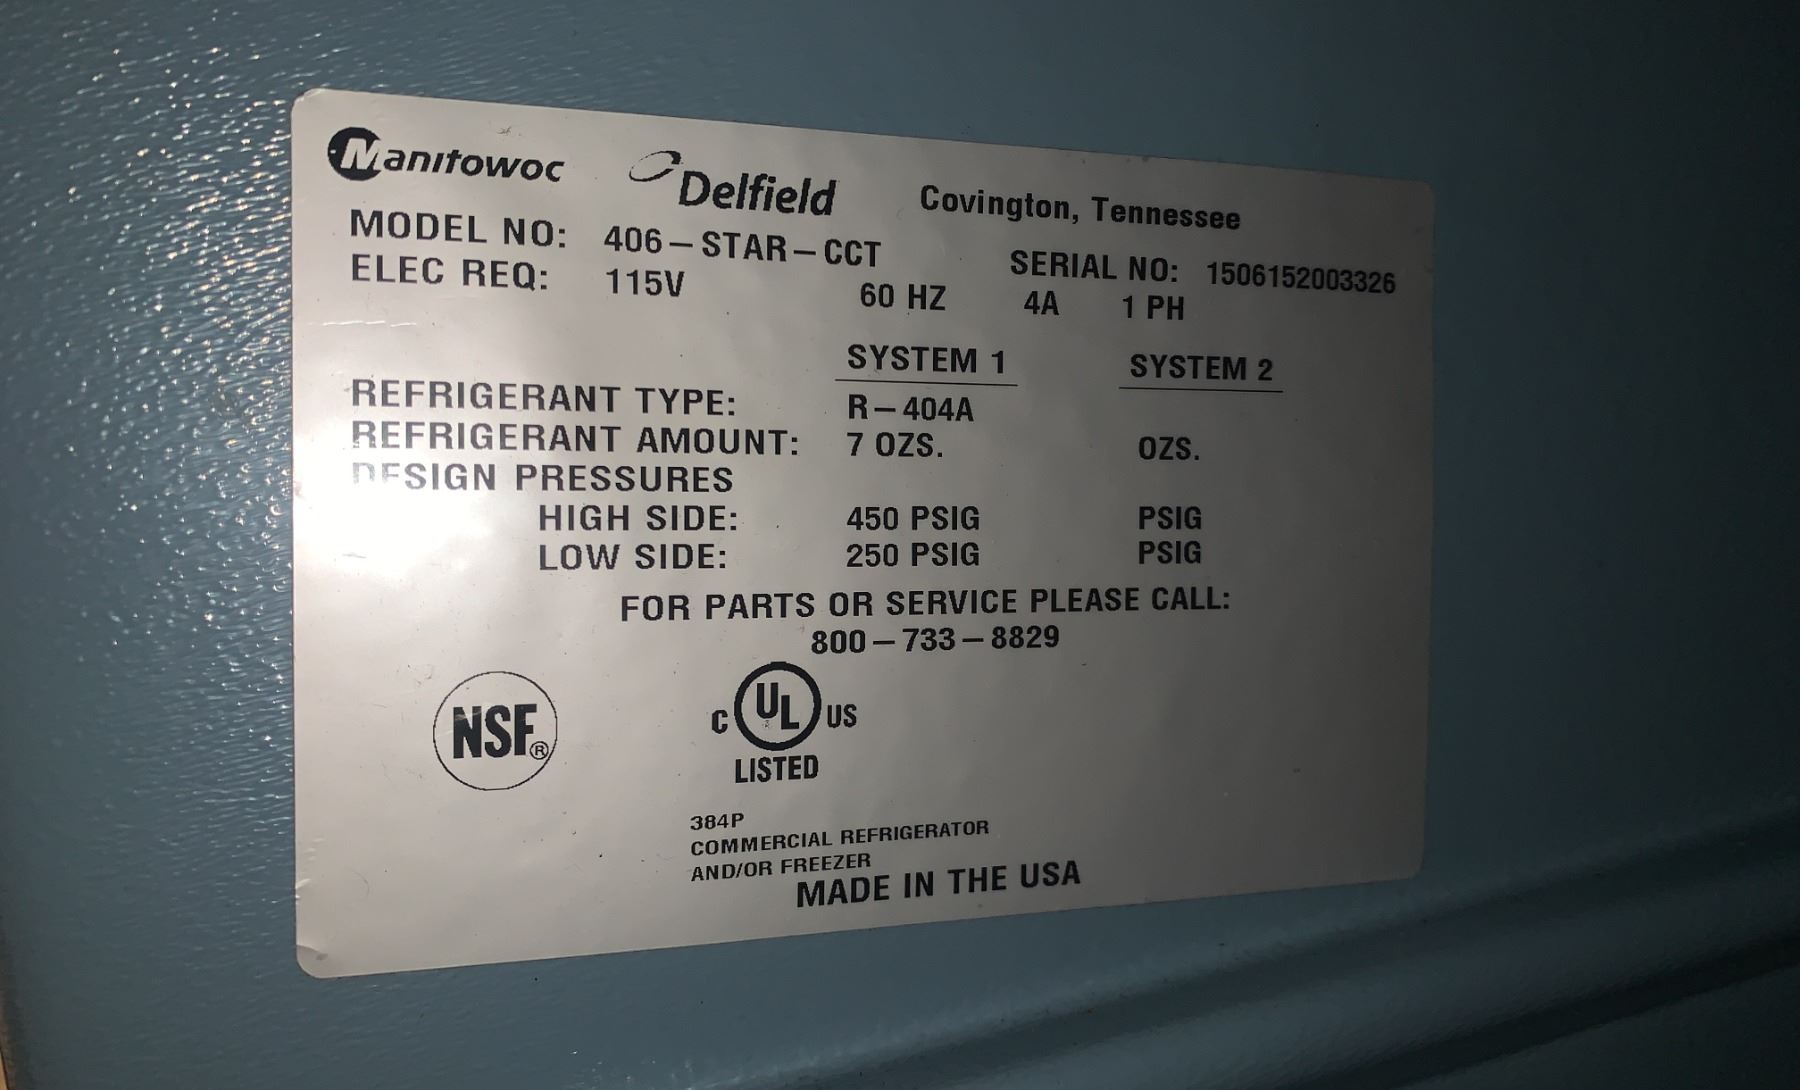 Manitowoc Delfield Covington, Tennessee
MODEL NO: 406-STAR-CCT SERIAL NO: 1506152003326
ELEC REQ: 115V 60 HZ 4A 1 PH
SYSTEM 1 SYSTEM 2
REFRIGERANT TYPE: R-404A
REFRIGERANT AMOUNT: 7 OZS. OZS.
DESIGN PRESSURES
HIGH SIDE: 450 PSIG PSIG
LOW SIDE: 250 PSIG PSIG
FOR PARTS OR SERVICE PLEASE CALL:
800-733-8829
NSF®
C UL US
LISTED
384P
COMMERCIAL REFRIGERATOR
AND/OR FREEZER
MADE IN THE USA